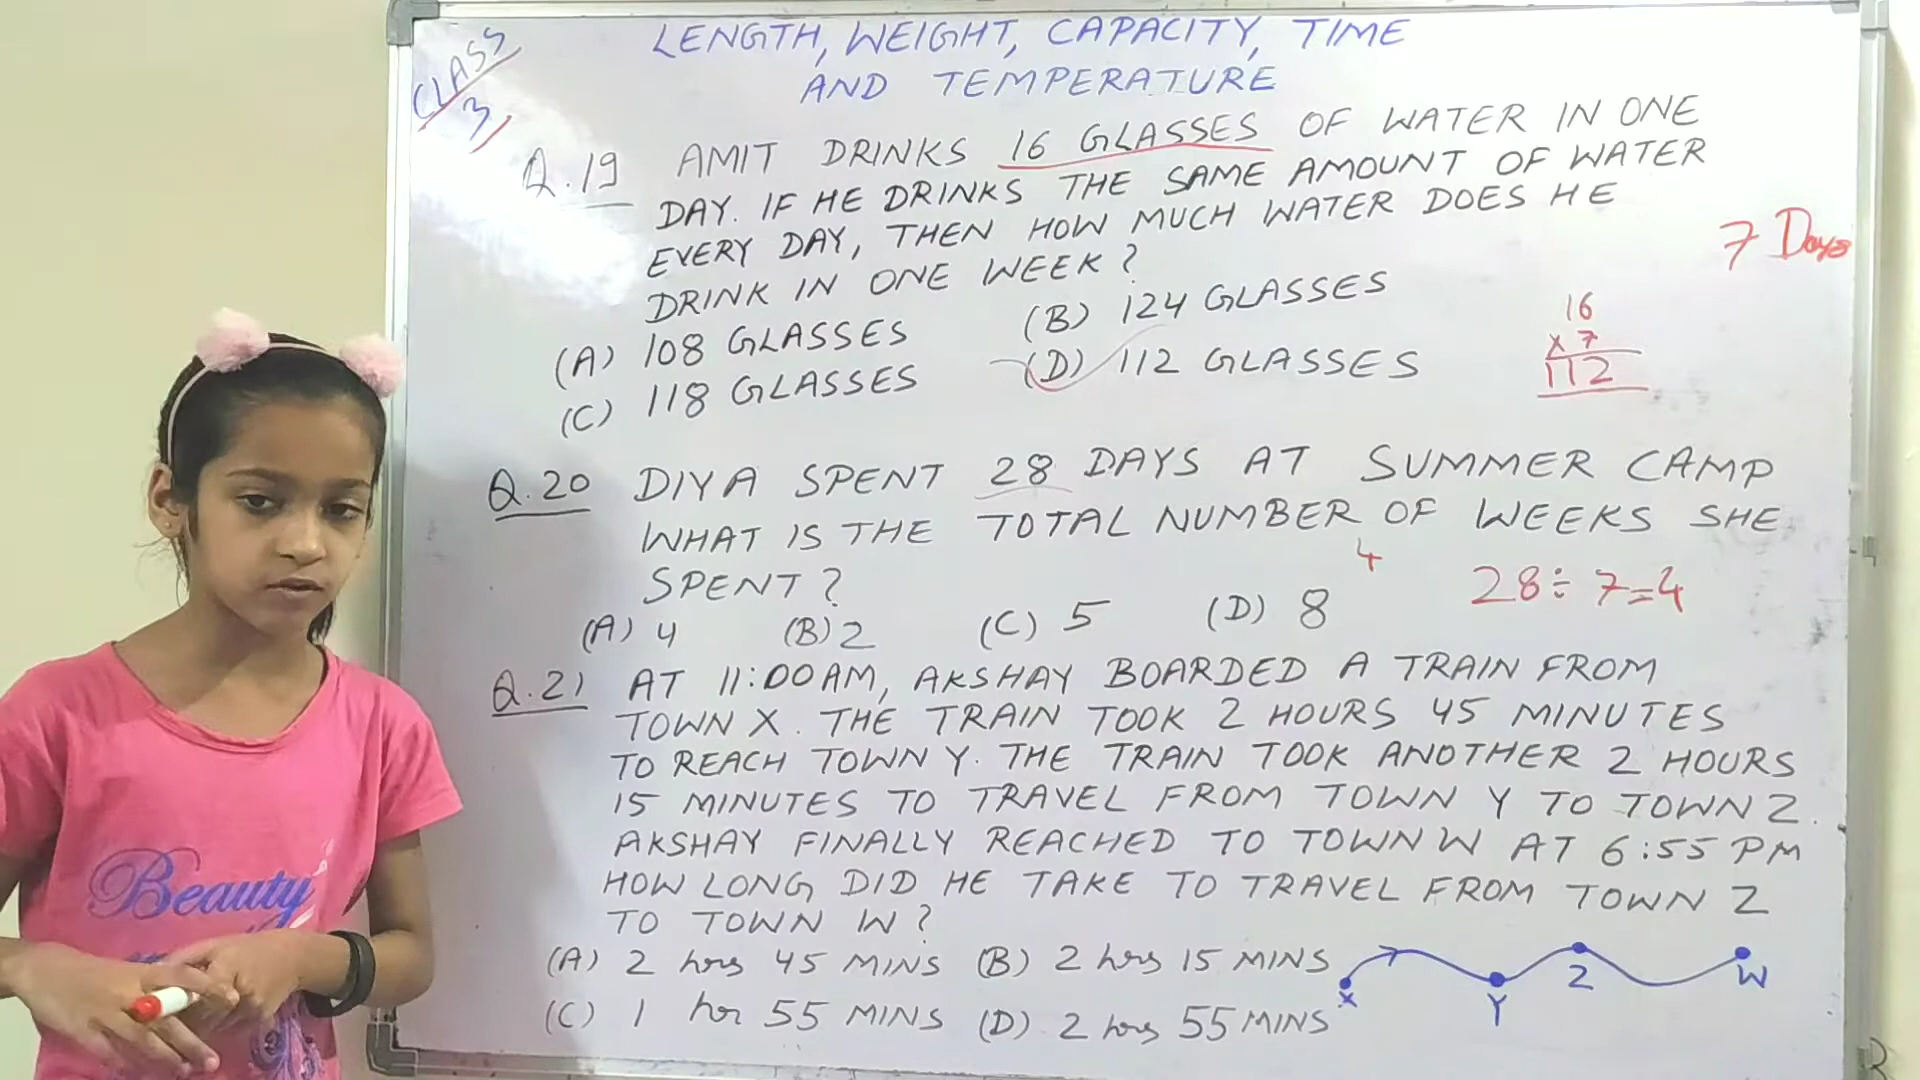 CLASS
3
LENGTH, WEIGHT, CAPACITY, TIME
AND TEMPERATURE
Q.19 AMIT DRINKS 16 GLASSES OF WATER IN ONE
DAY. IF HE DRINKS THE SAME AMOUNT OF WATER
EVERY DAY, THEN HOW MUCH WATER DOES HE
DRINK IN ONE WEEK?
7 Days
(A) 108 GLASSES (B) 124 GLASSES
(C) 118 GLASSES (D) 112 GLASSES
16
x 7
112
Q.20 DIYA SPENT 28 DAYS AT SUMMER CAMP
WHAT IS THE TOTAL NUMBER OF WEEKS SHE
SPENT?
4
28 ÷ 7 = 4
(A) 4 (B) 2 (C) 5 (D) 8
Q.21 AT 11:00AM, AKSHAY BOARDED A TRAIN FROM
TOWN X. THE TRAIN TOOK 2 HOURS 45 MINUTES
TO REACH TOWN Y. THE TRAIN TOOK ANOTHER 2 HOURS
15 MINUTES TO TRAVEL FROM TOWN Y TO TOWN Z.
AKSHAY FINALLY REACHED TO TOWN W AT 6:55 PM
HOW LONG DID HE TAKE TO TRAVEL FROM TOWN Z
TO TOWN W?
(A) 2 hrs 45 MINS (B) 2 hrs 15 MINS
(C) 1 hr 55 MINS (D) 2 hrs 55 MINS
X Y Z W
Beauty